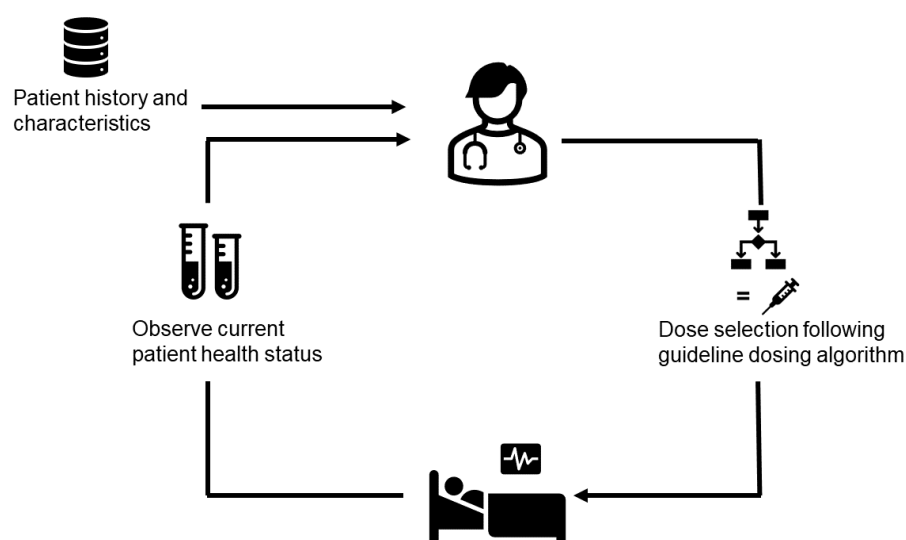 Patient history and
characteristics
Observe current
patient health status
=
Dose selection following
guideline dosing algorithm